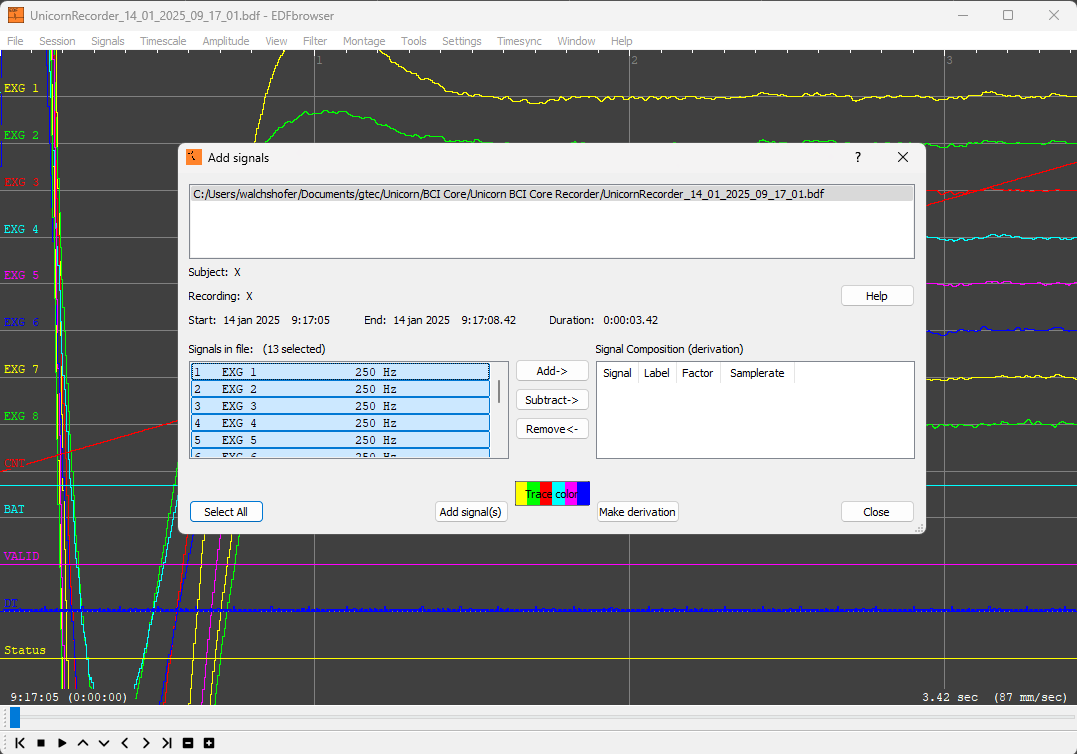 UnicornRecorder_14_01_2025_09_17_01.bdf - EDFbrowser
File Session Signals Timescale Amplitude View Filter Montage Tools Settings Timesync Window Help
1 2 3
EXG 1
EXG 2
EXG 3
EXG 4
EXG 5
EXG 6
EXG 7
EXG 8
CNT
BAT
VALID
DT
Status
Add signals ?
C:/Users/walchshofer/Documents/gtec/Unicorn/BCI Core/Unicorn BCI Core Recorder/UnicornRecorder_14_01_2025_09_17_01.bdf
Subject: X
Recording: X
Help
Start: 14 jan 2025 9:17:05 End: 14 jan 2025 9:17:08.42 Duration: 0:00:03.42
Signals in file: (13 selected)
Signal Composition (derivation)
1 EXG 1 250 Hz
2 EXG 2 250 Hz
3 EXG 3 250 Hz
4 EXG 4 250 Hz
5 EXG 5 250 Hz
6 EXG 6 250 Hz
Add->
Subtract->
Remove<-
Signal Label Factor Samplerate
Trace color
Select All Add signal(s) Make derivation Close
9:17:05 (0:00:00) 3.42 sec (87 mm/sec)